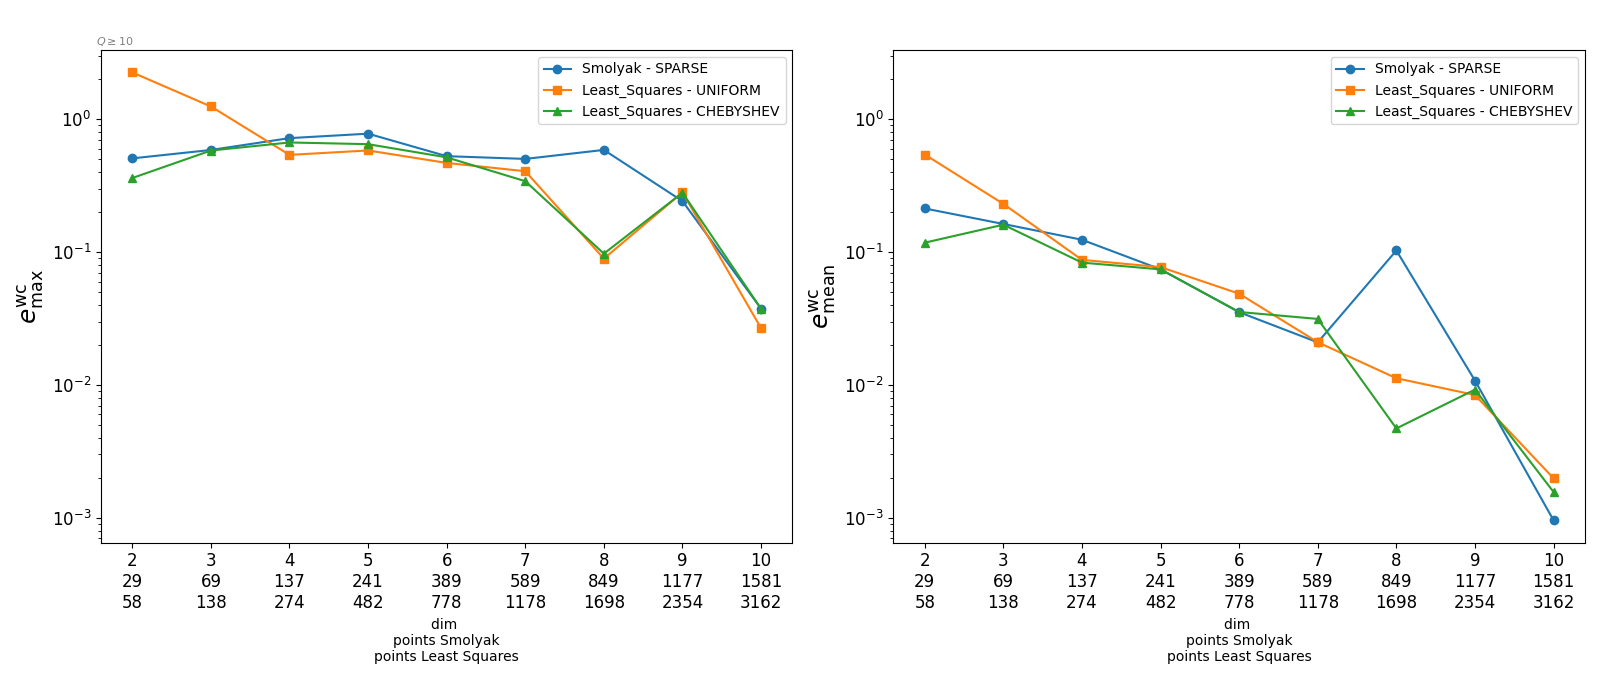 Q ≥ 10
Smolyak - SPARSE
Least_Squares - UNIFORM
Least_Squares - CHEBYSHEV
10^0
10^-1
10^-2
10^-3
e^wc_max
2 3 4 5 6 7 8 9 10
29 69 137 241 389 589 849 1177 1581
58 138 274 482 778 1178 1698 2354 3162
dim
points Smolyak
points Least Squares
Smolyak - SPARSE
Least_Squares - UNIFORM
Least_Squares - CHEBYSHEV
10^0
10^-1
10^-2
10^-3
e^wc_mean
2 3 4 5 6 7 8 9 10
29 69 137 241 389 589 849 1177 1581
58 138 274 482 778 1178 1698 2354 3162
dim
points Smolyak
points Least Squares